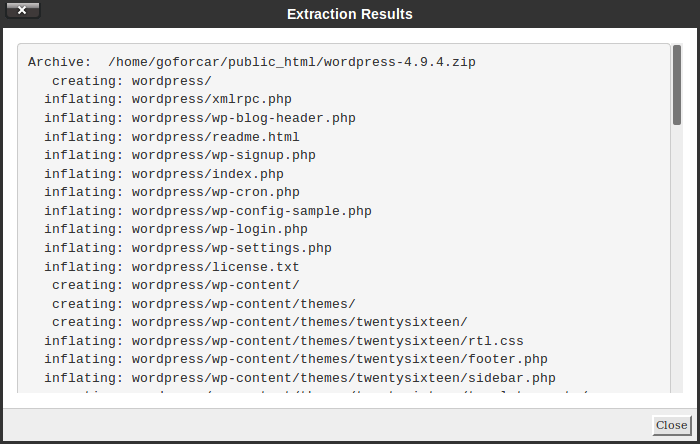 Extraction Results
Archive:  /home/goforcar/public_html/wordpress-4.9.4.zip
   creating: wordpress/
  inflating: wordpress/xmlrpc.php
  inflating: wordpress/wp-blog-header.php
  inflating: wordpress/readme.html
  inflating: wordpress/wp-signup.php
  inflating: wordpress/index.php
  inflating: wordpress/wp-cron.php
  inflating: wordpress/wp-config-sample.php
  inflating: wordpress/wp-login.php
  inflating: wordpress/wp-settings.php
  inflating: wordpress/license.txt
   creating: wordpress/wp-content/
   creating: wordpress/wp-content/themes/
   creating: wordpress/wp-content/themes/twentysixteen/
  inflating: wordpress/wp-content/themes/twentysixteen/rtl.css
  inflating: wordpress/wp-content/themes/twentysixteen/footer.php
  inflating: wordpress/wp-content/themes/twentysixteen/sidebar.php
Close